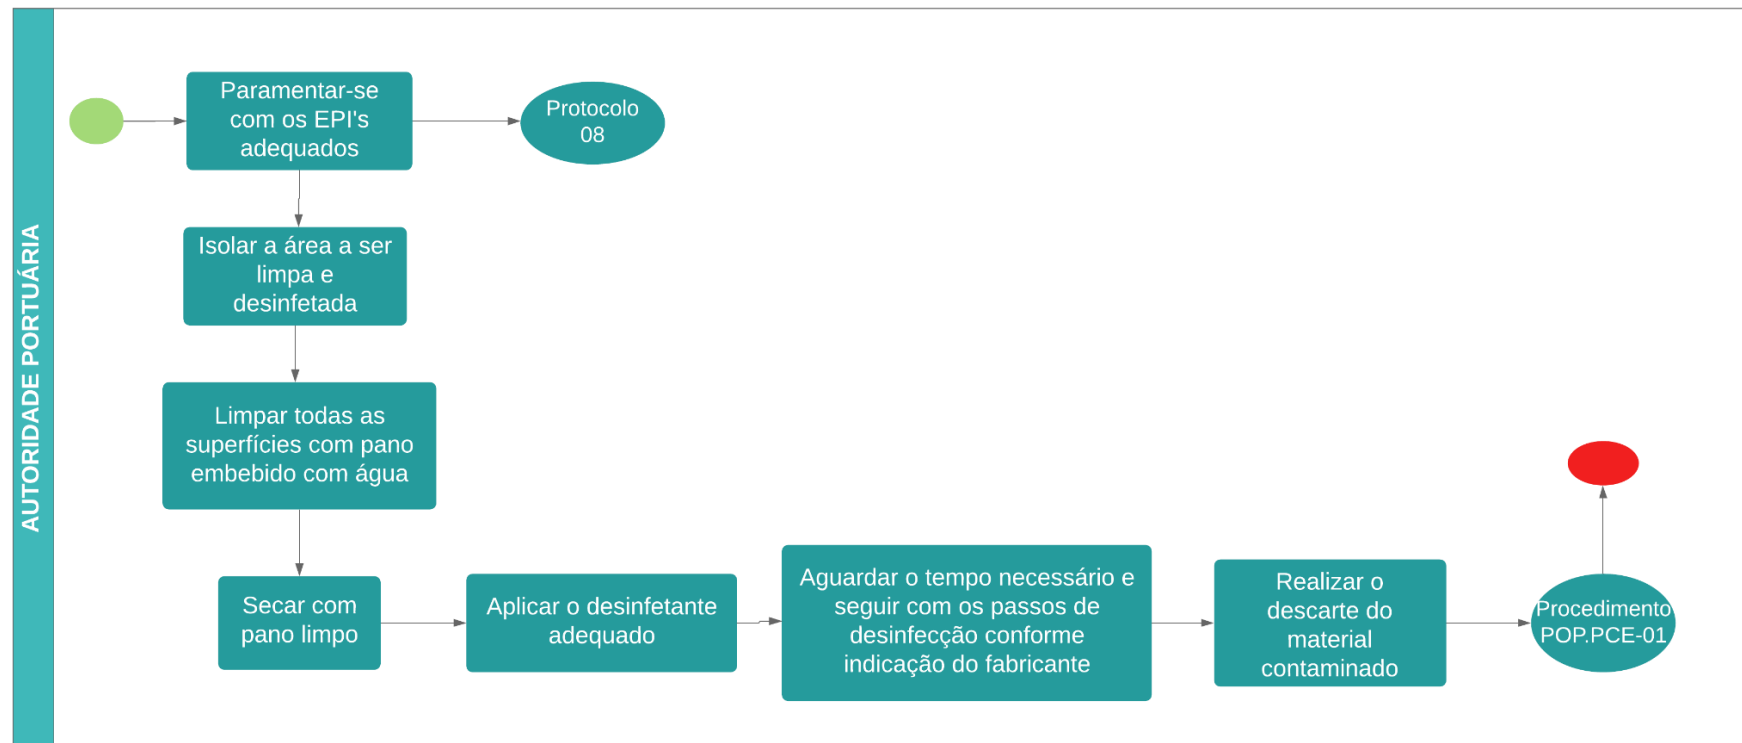 AUTORIDADE PORTUÁRIA
Paramentar-se
com os EPI's
adequados
Protocolo
08
Isolar a área a ser
limpa e
desinfetada
Limpar todas as
superfícies com pano
embebido com água
Secar com
pano limpo
Aplicar o desinfetante
adequado
Aguardar o tempo necessário e
seguir com os passos de
desinfecção conforme
indicação do fabricante
Realizar o
descarte do
material
contaminado
Procedimento
POP.PCE-01